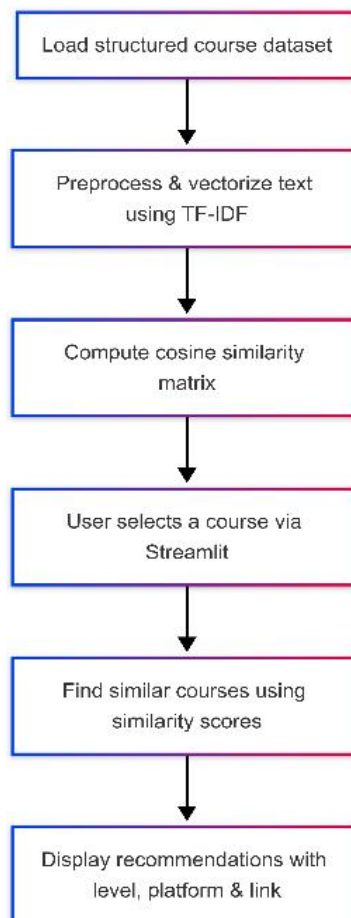 Load structured course dataset
Preprocess & vectorize text
using TF-IDF
Compute cosine similarity
matrix
User selects a course via
Streamlit
Find similar courses using
similarity scores
Display recommendations with
level, platform & link